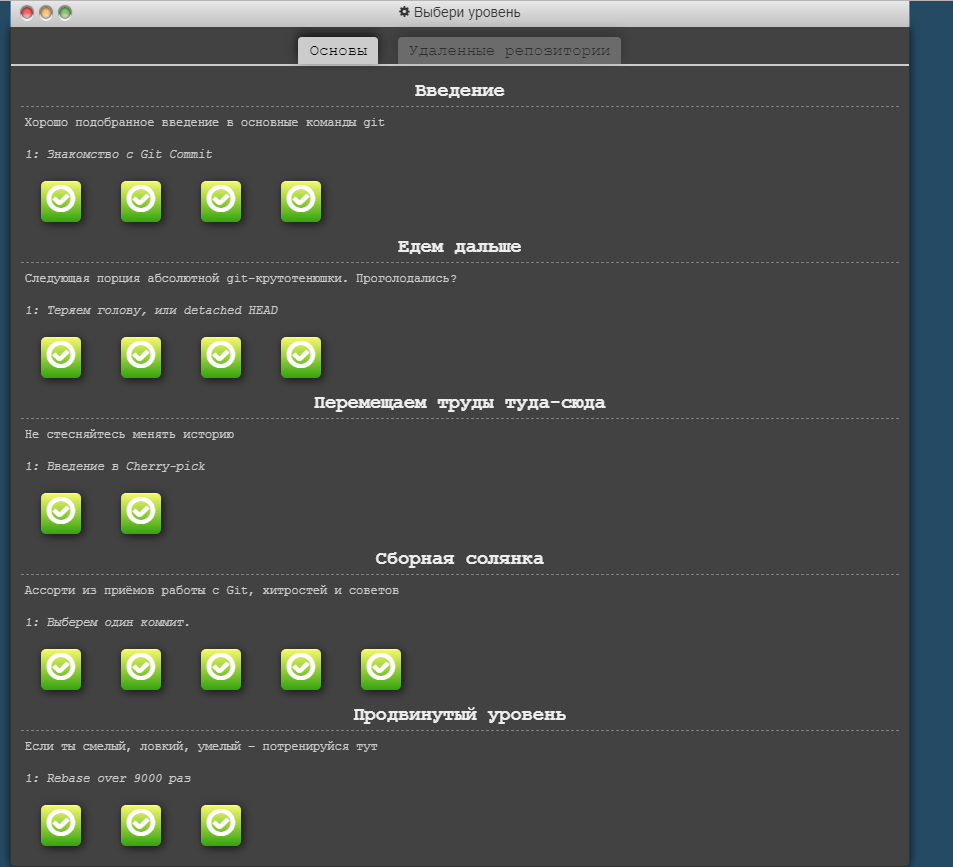 Выбери уровень
Основы
Удаленные репозитории
Введение
Хорошо подобранное введение в основные команды git
1: Знакомство с Git Commit
Едем дальше
Следующая порция абсолютной git-крутотенюшки. Проголодались?
1: Теряем голову, или detached HEAD
Перемещаем труды туда-сюда
Не стесняйтесь менять историю
1: Введение в Cherry-pick
Сборная солянка
Ассорти из приёмов работы с Git, хитростей и советов
1: Выберем один коммит.
Продвинутый уровень
Если ты смелый, ловкий, умелый - потренируйся тут
1: Rebase over 9000 раз